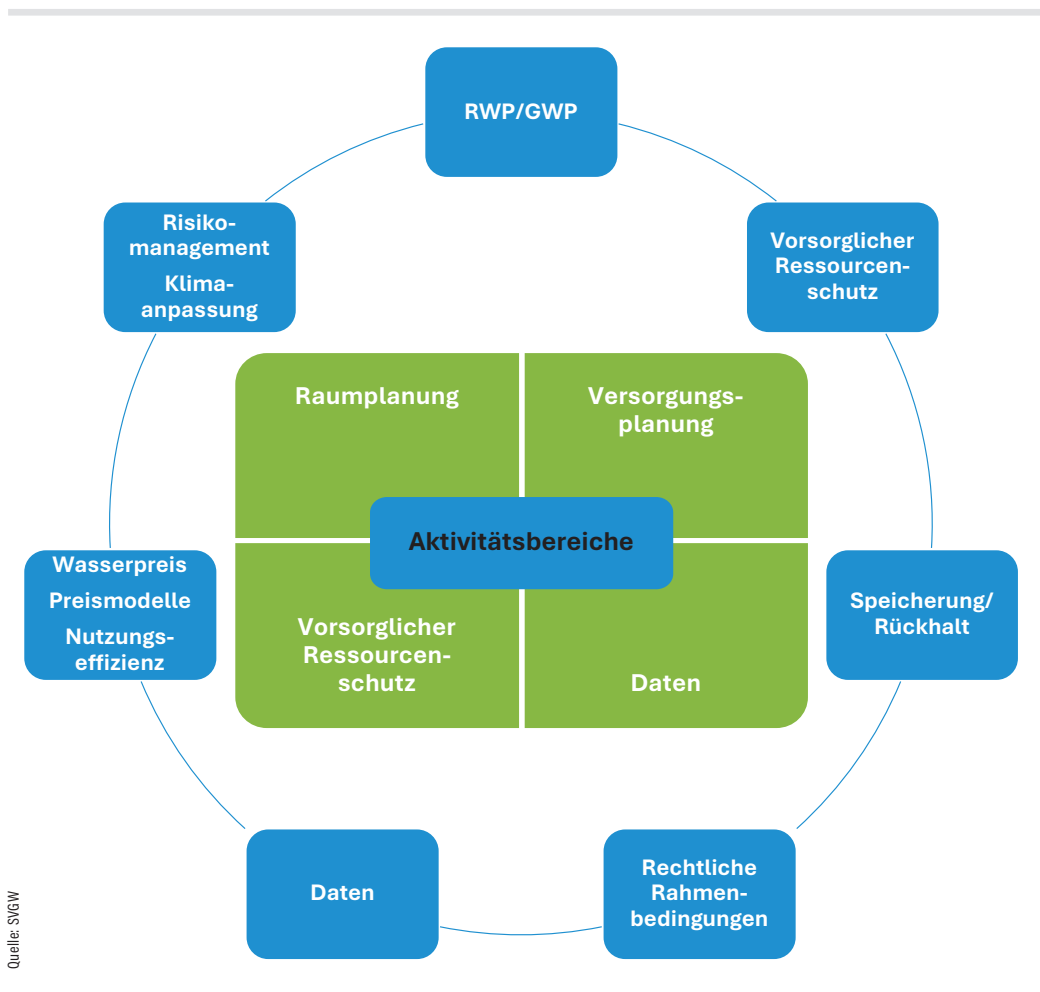 RWP/GWP
Risiko-
management
Klima-
anpassung
Vorsorglicher
Ressourcen-
schutz
Raumplanung
Versorgungs-
planung
Aktivitätsbereiche
Vorsorglicher
Ressourcen-
schutz
Daten
Wasserpreis
Preismodelle
Nutzungs-
effizienz
Speicherung/
Rückhalt
Daten
Rechtliche
Rahmen-
bedingungen
Quelle: SVGW